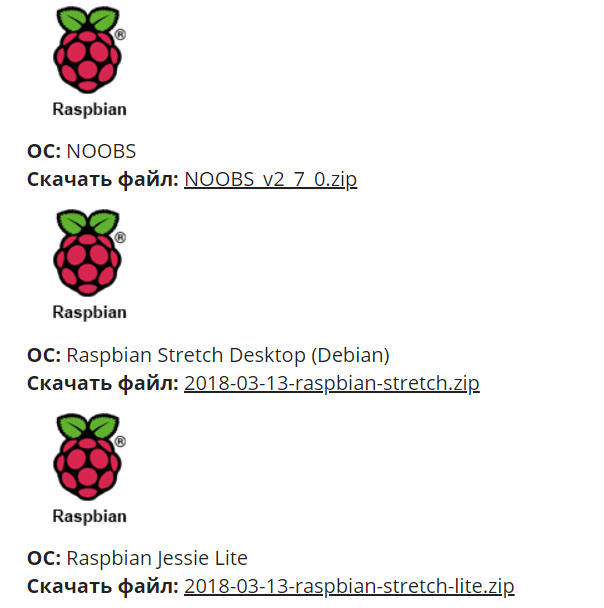 ®
Raspbian
ОС: NOOBS
Скачать файл: NOOBS_v2_7_0.zip
®
Raspbian
ОС: Raspbian Stretch Desktop (Debian)
Скачать файл: 2018-03-13-raspbian-stretch.zip
®
Raspbian
ОС: Raspbian Jessie Lite
Скачать файл: 2018-03-13-raspbian-stretch-lite.zip